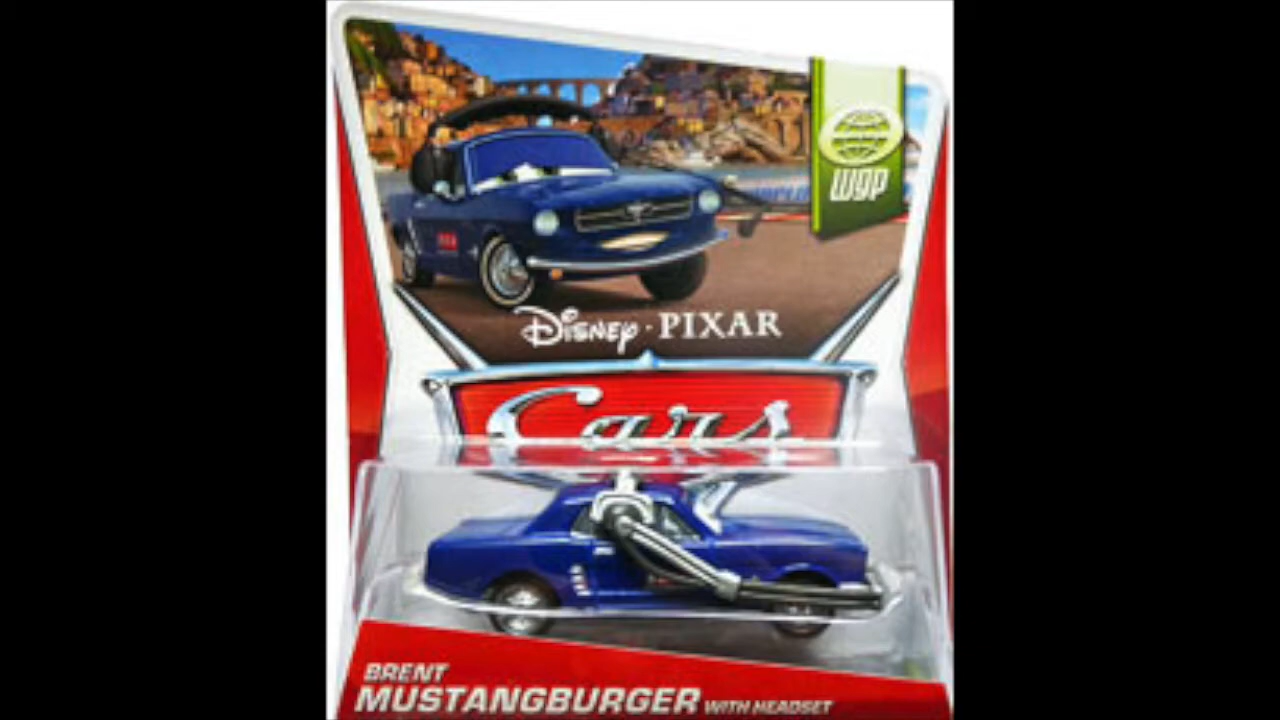 WGP
DISNEY · PIXAR
Cars
BRENT
MUSTANGBURGER WITH HEADSET